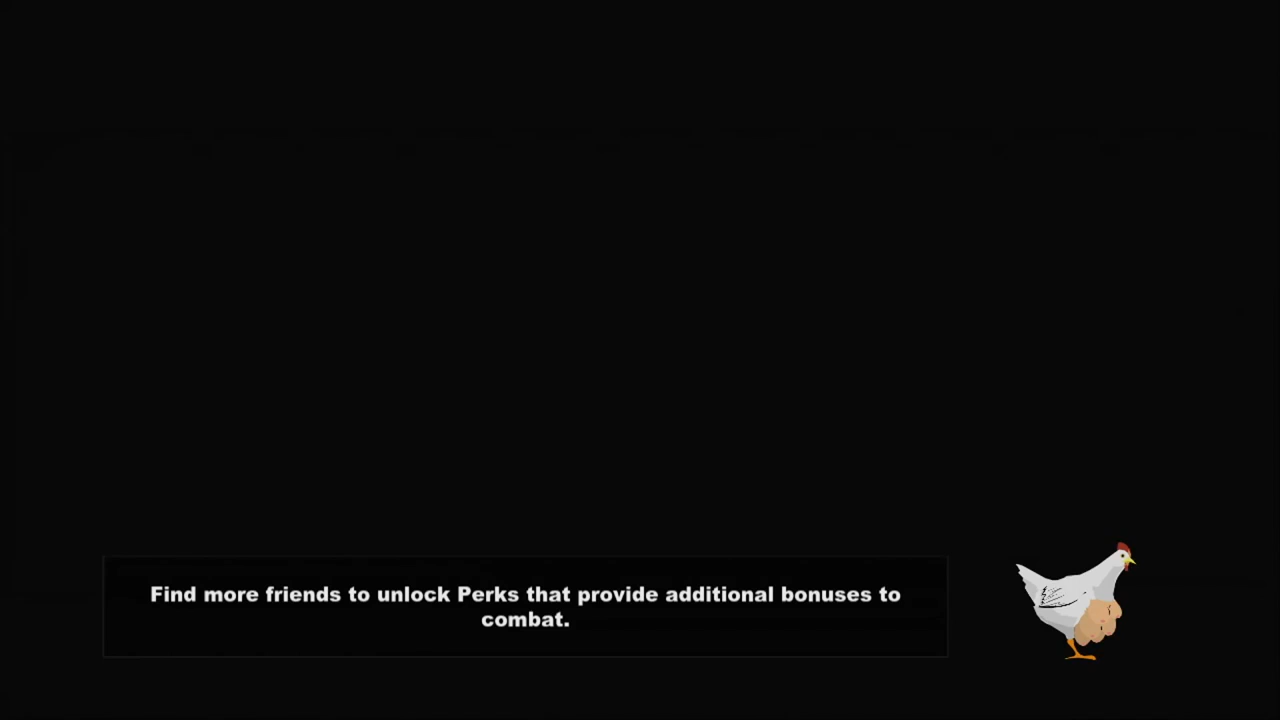 Find more friends to unlock Perks that provide additional bonuses to
combat.